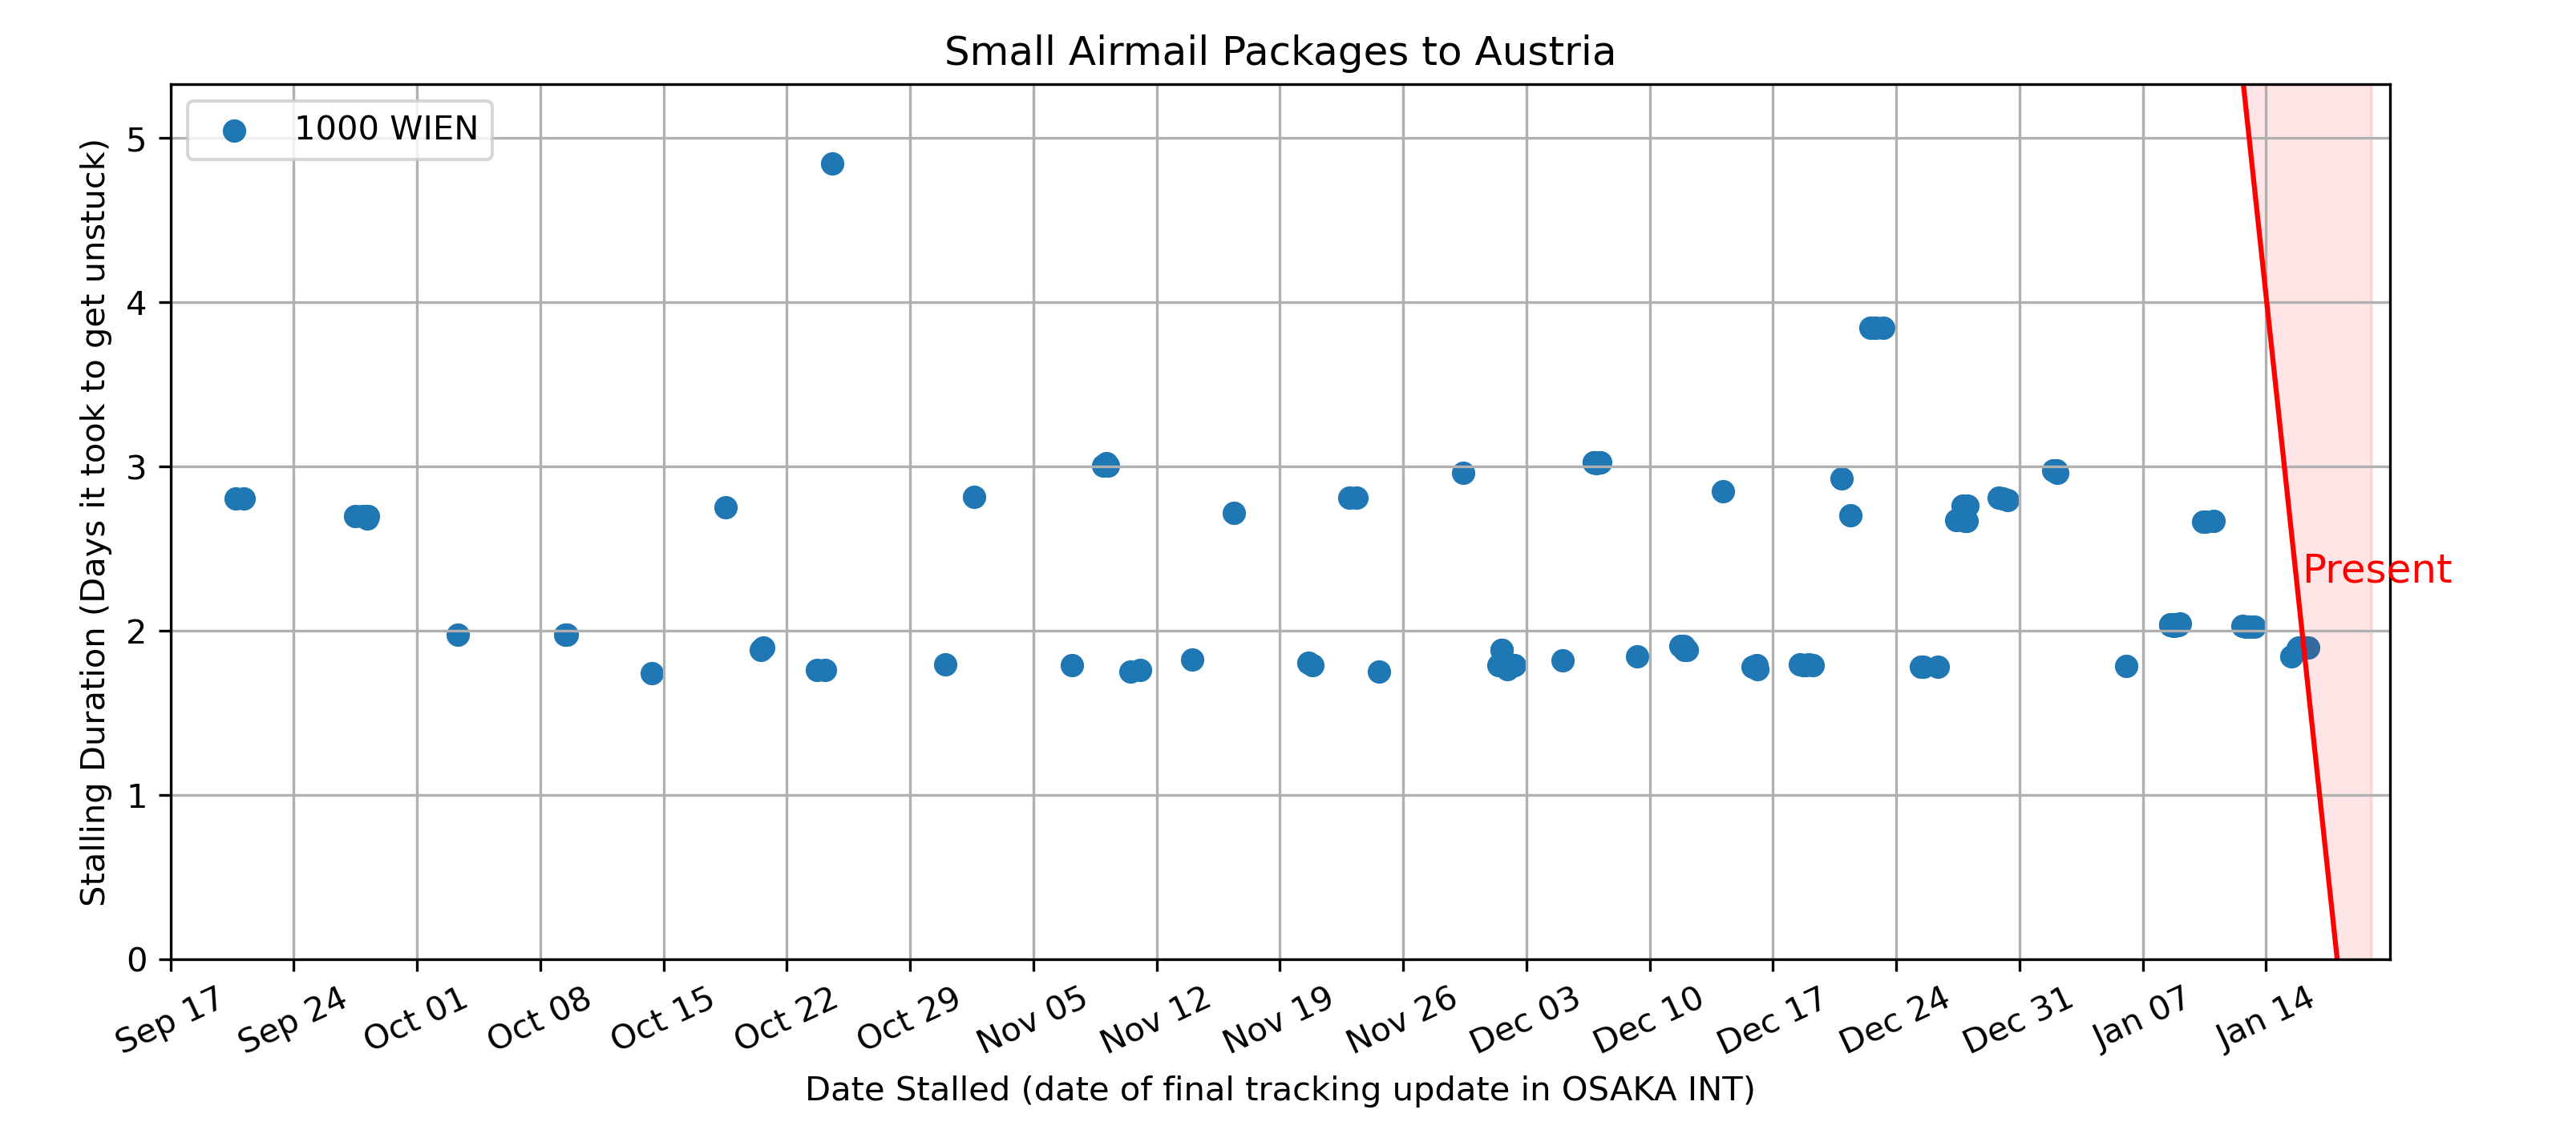 Small Airmail Packages to Austria
1000 WIEN
Stalling Duration (Days it took to get unstuck)
5
4
3
2
1
0
Present
Sep 17
Sep 24
Oct 01
Oct 08
Oct 15
Oct 22
Oct 29
Nov 05
Nov 12
Nov 19
Nov 26
Dec 03
Dec 10
Dec 17
Dec 24
Dec 31
Jan 07
Jan 14
Date Stalled (date of final tracking update in OSAKA INT)